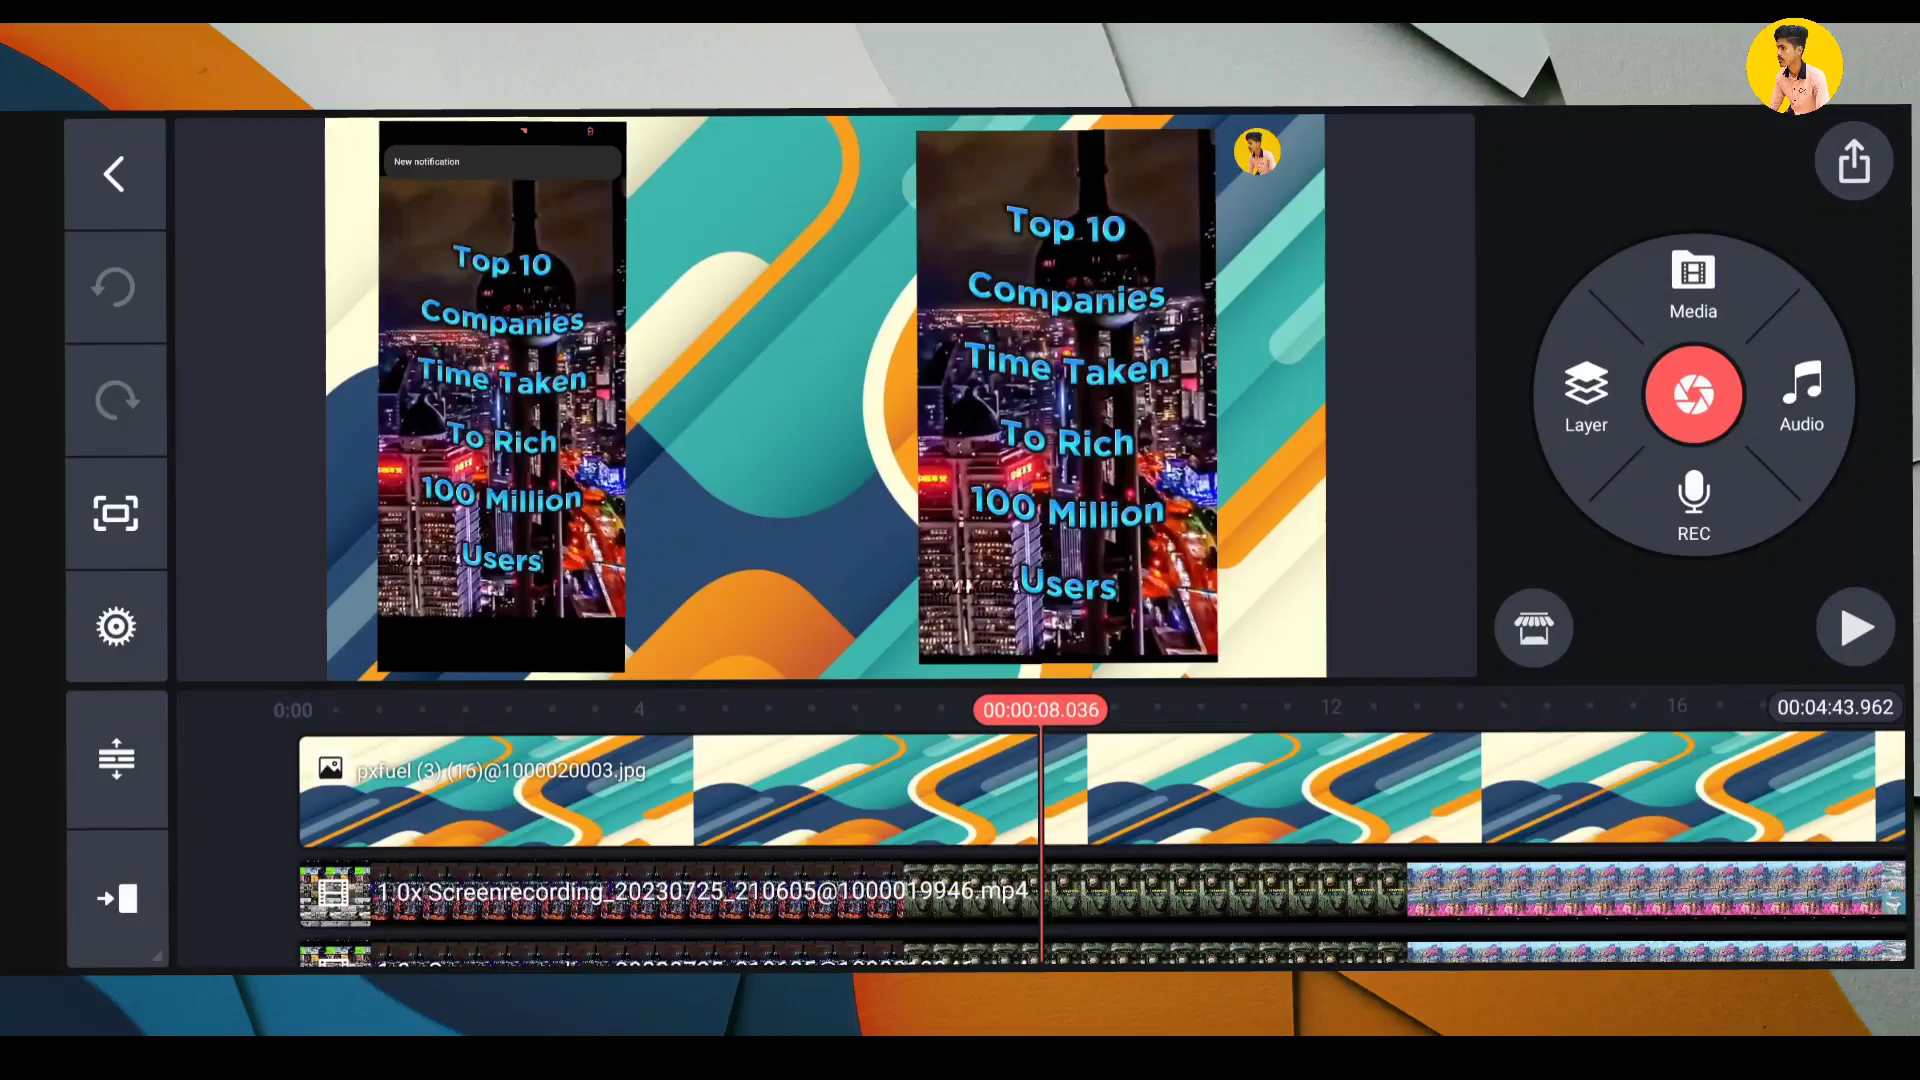 New notification
Top 10
Companies
Time Taken
To Rich
100 Million
Users
Top 10
Companies
Time Taken
To Rich
100 Million
Users
Media
Layer
Audio
REC
0:00
4
00:00:08.036
12
16
00:04:43.962
pxfuel (3) (16)@1000020003.jpg
1.0x Screenrecording_20230725_210605@1000019946.mp4